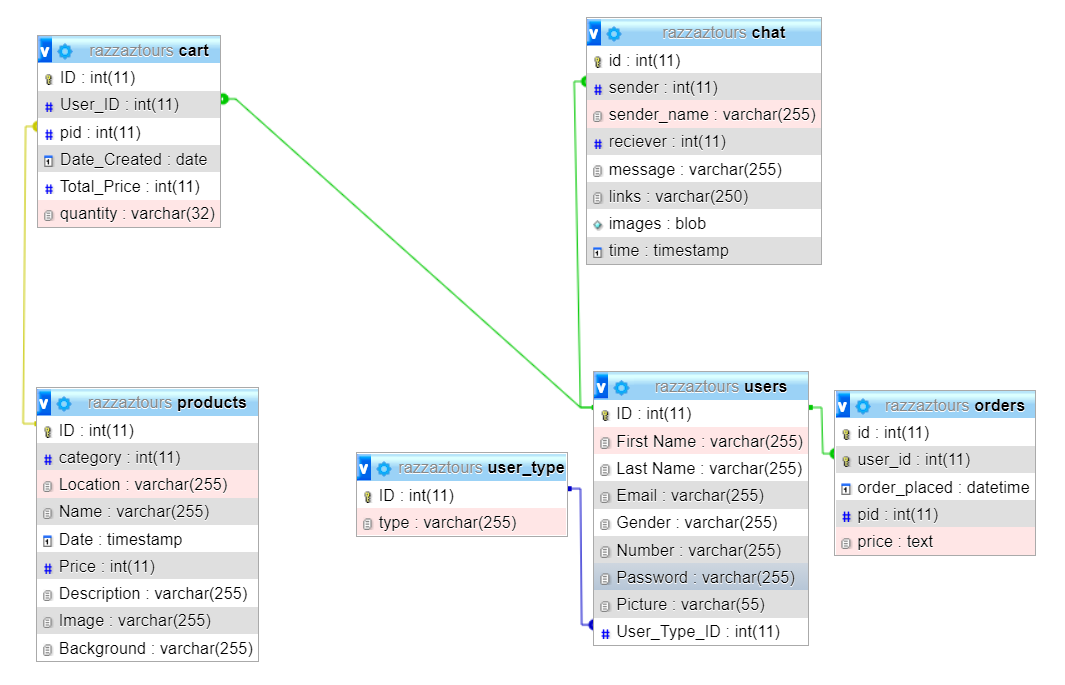 v razzaztours cart
ID : int(11)
# User_ID : int(11)
# pid : int(11)
Date_Created : date
# Total_Price : int(11)
quantity : varchar(32)
v razzaztours chat
id : int(11)
# sender : int(11)
sender_name : varchar(255)
# reciever : int(11)
message : varchar(255)
links : varchar(250)
images : blob
time : timestamp
v razzaztours products
ID : int(11)
# category : int(11)
Location : varchar(255)
Name : varchar(255)
Date : timestamp
# Price : int(11)
Description : varchar(255)
Image : varchar(255)
Background : varchar(255)
v razzaztours user_type
ID : int(11)
type : varchar(255)
v razzaztours users
ID : int(11)
First Name : varchar(255)
Last Name : varchar(255)
Email : varchar(255)
Gender : varchar(255)
Number : varchar(255)
Password : varchar(255)
Picture : varchar(55)
# User_Type_ID : int(11)
v razzaztours orders
id : int(11)
user_id : int(11)
order_placed : datetime
# pid : int(11)
price : text